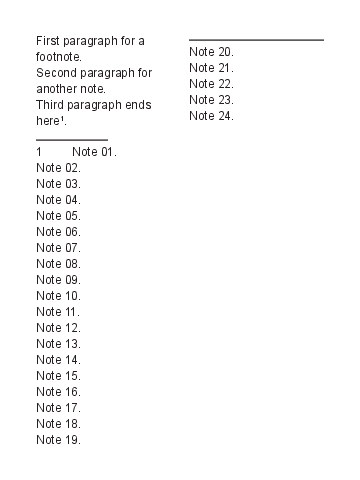 First paragraph for a
footnote.
Second paragraph for
another note.
Third paragraph ends
here¹.
1 Note 01.
Note 02.
Note 03.
Note 04.
Note 05.
Note 06.
Note 07.
Note 08.
Note 09.
Note 10.
Note 11.
Note 12.
Note 13.
Note 14.
Note 15.
Note 16.
Note 17.
Note 18.
Note 19.
Note 20.
Note 21.
Note 22.
Note 23.
Note 24.